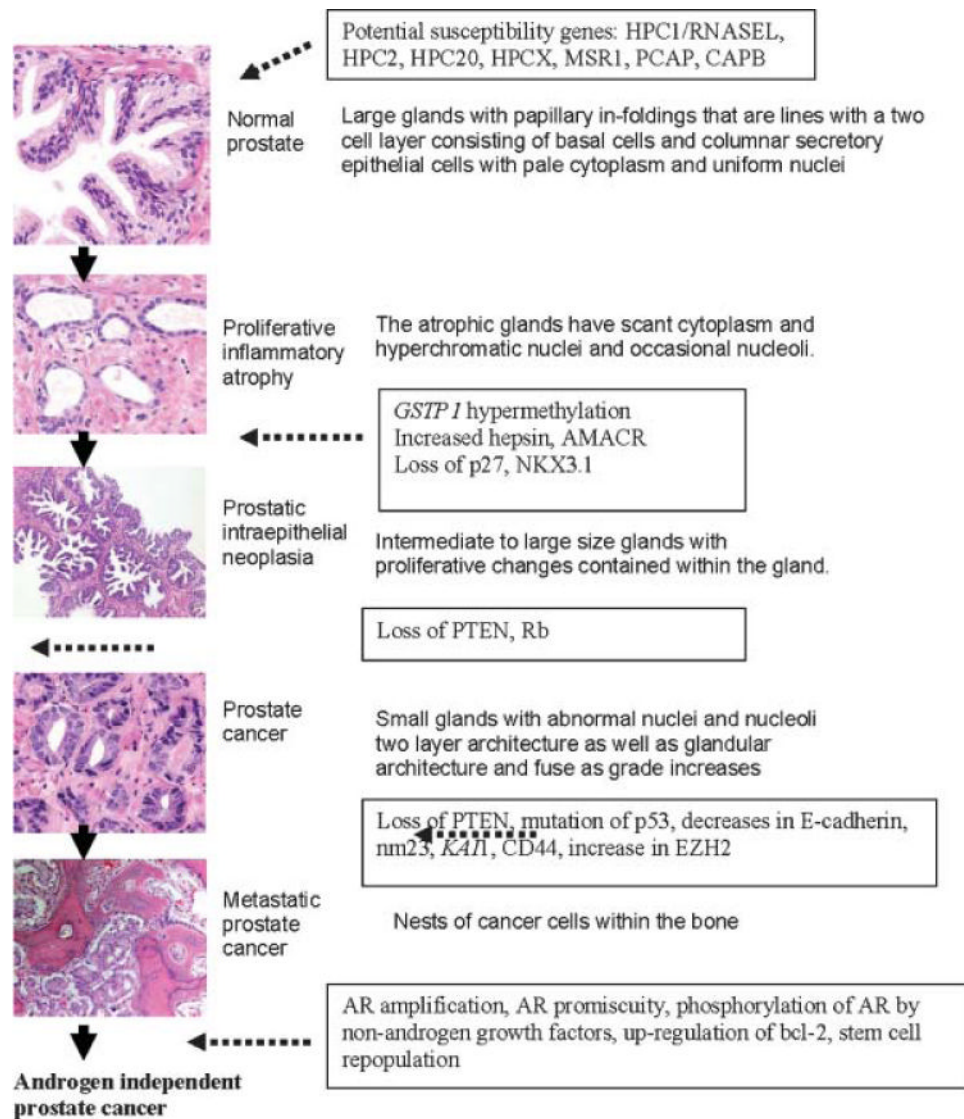 Potential susceptibility genes: HPC1/RNASEL,
HPC2, HPC20, HPCX, MSR1, PCAP, CAPB
Normal
prostate
Large glands with papillary in-foldings that are lines with a two
cell layer consisting of basal cells and columnar secretory
epithelial cells with pale cytoplasm and uniform nuclei
Proliferative
inflammatory
atrophy
The atrophic glands have scant cytoplasm and
hyperchromatic nuclei and occasional nucleoli.
GSTP1 hypermethylation
Increased hepsin, AMACR
Loss of p27, NKX3.1
Prostatic
intraepithelial
neoplasia
Intermediate to large size glands with
proliferative changes contained within the gland.
Loss of PTEN, Rb
Prostate
cancer
Small glands with abnormal nuclei and nucleoli
two layer architecture as well as glandular
architecture and fuse as grade increases
Loss of PTEN, mutation of p53, decreases in E-cadherin,
nm23, KAI1, CD44, increase in EZH2
Metastatic
prostate
cancer
Nests of cancer cells within the bone
AR amplification, AR promiscuity, phosphorylation of AR by
non-androgen growth factors, up-regulation of bcl-2, stem cell
repopulation
Androgen independent
prostate cancer